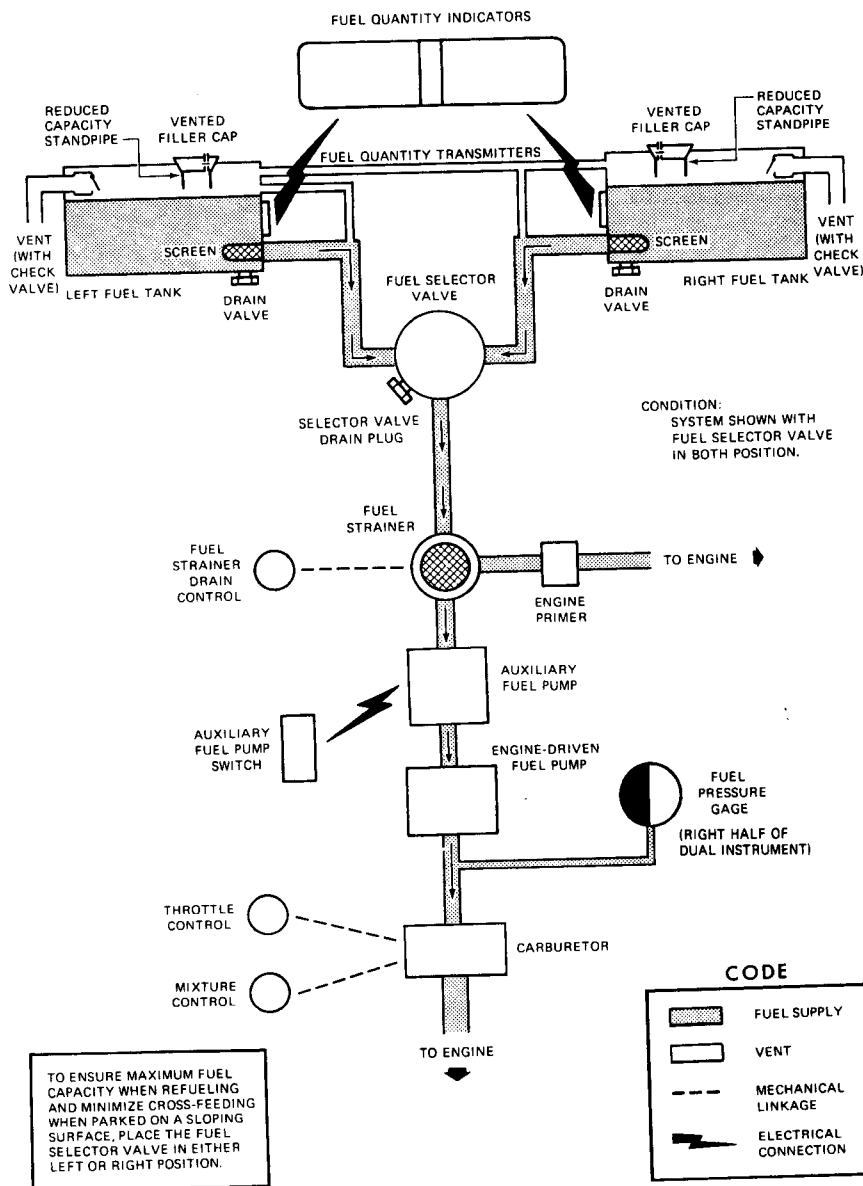 FUEL QUANTITY INDICATORS
REDUCED
CAPACITY
STANDPIPE
VENTED
FILLER CAP
FUEL QUANTITY TRANSMITTERS
VENTED
FILLER CAP
REDUCED
CAPACITY
STANDPIPE
VENT
(WITH
CHECK
VALVE)
SCREEN
LEFT FUEL TANK
DRAIN
VALVE
FUEL SELECTOR
VALVE
SCREEN
DRAIN
VALVE
RIGHT FUEL TANK
VENT
(WITH
CHECK
VALVE)
SELECTOR VALVE
DRAIN PLUG
CONDITION:
SYSTEM SHOWN WITH
FUEL SELECTOR VALVE
IN BOTH POSITION.
FUEL
STRAINER
FUEL
STRAINER
DRAIN
CONTROL
ENGINE
PRIMER
TO ENGINE
AUXILIARY
FUEL PUMP
AUXILIARY
FUEL PUMP
SWITCH
ENGINE-DRIVEN
FUEL PUMP
FUEL
PRESSURE
GAGE
(RIGHT HALF OF
DUAL INSTRUMENT)
THROTTLE
CONTROL
CARBURETOR
MIXTURE
CONTROL
TO ENGINE
TO ENSURE MAXIMUM FUEL
CAPACITY WHEN REFUELING
AND MINIMIZE CROSS-FEEDING
WHEN PARKED ON A SLOPING
SURFACE, PLACE THE FUEL
SELECTOR VALVE IN EITHER
LEFT OR RIGHT POSITION.
CODE
FUEL SUPPLY
VENT
MECHANICAL
LINKAGE
ELECTRICAL
CONNECTION